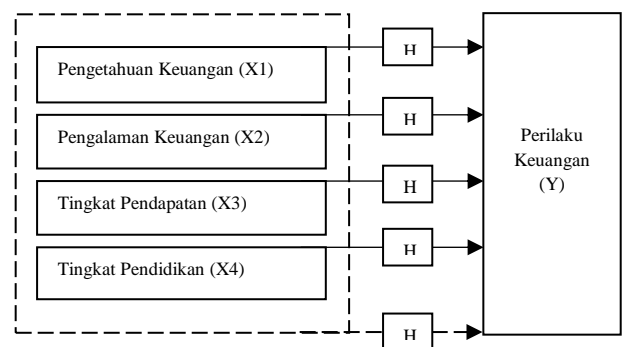 H
Pengetahuan Keuangan (X1)
H
Pengalaman Keuangan (X2)
Perilaku
Keuangan
(Y)
H
Tingkat Pendapatan (X3)
H
Tingkat Pendidikan (X4)
H